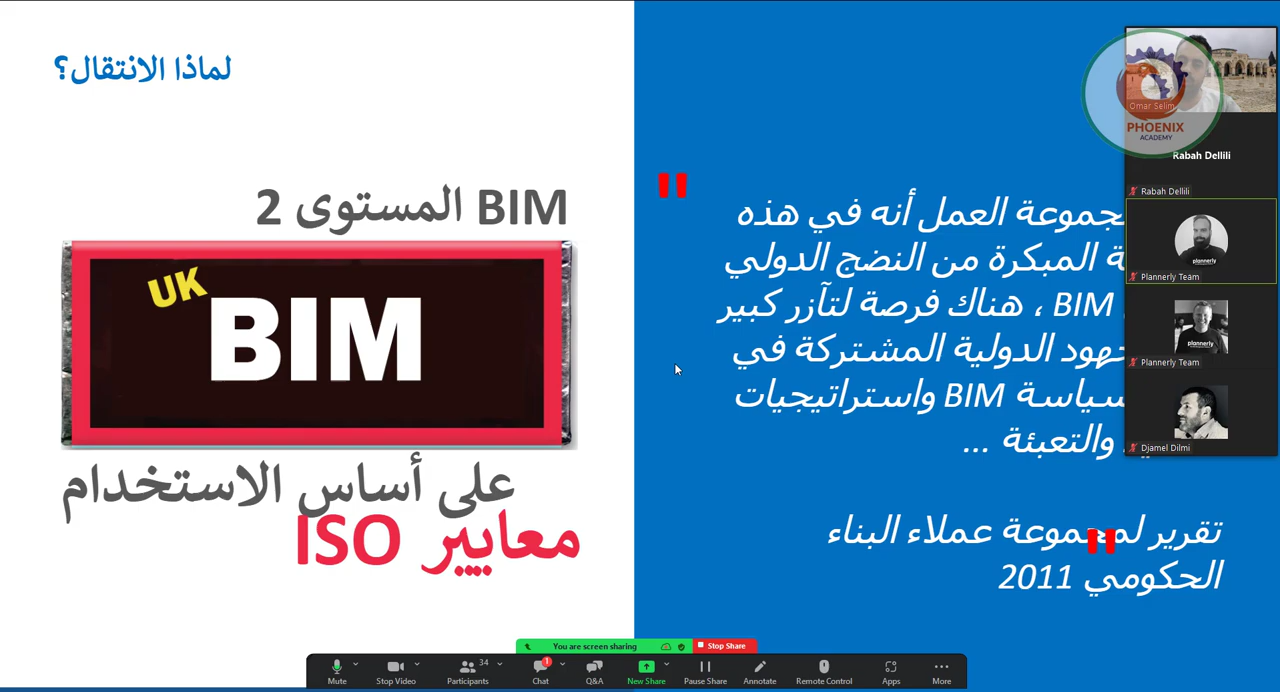 لماذا الانتقال؟
BIM المستوى 2
UK
BIM
على أساس الاستخدام
معايير ISO
"
العمل أنه في هذه
المبكرة من النضج الدولي
BIM ، هناك فرصة لتآزر كبير
الدولية المشتركة في
BIM واستراتيجيات
والتعبئة ...
"
تقرير لمجموعة عملاء البناء
الحكومي 2011
Omar Selim
PHOENIX
ACADEMY
Rabah Dellili
Rabah Dellili
plannerly
Plannerly Team
plannerly
Plannerly Team
Djamel Dilmi
You are screen sharing
Stop Share
Mute
Stop Video
34
Participants
1
Chat
Q&A
New Share
Pause Share
Annotate
Remote Control
Apps
More